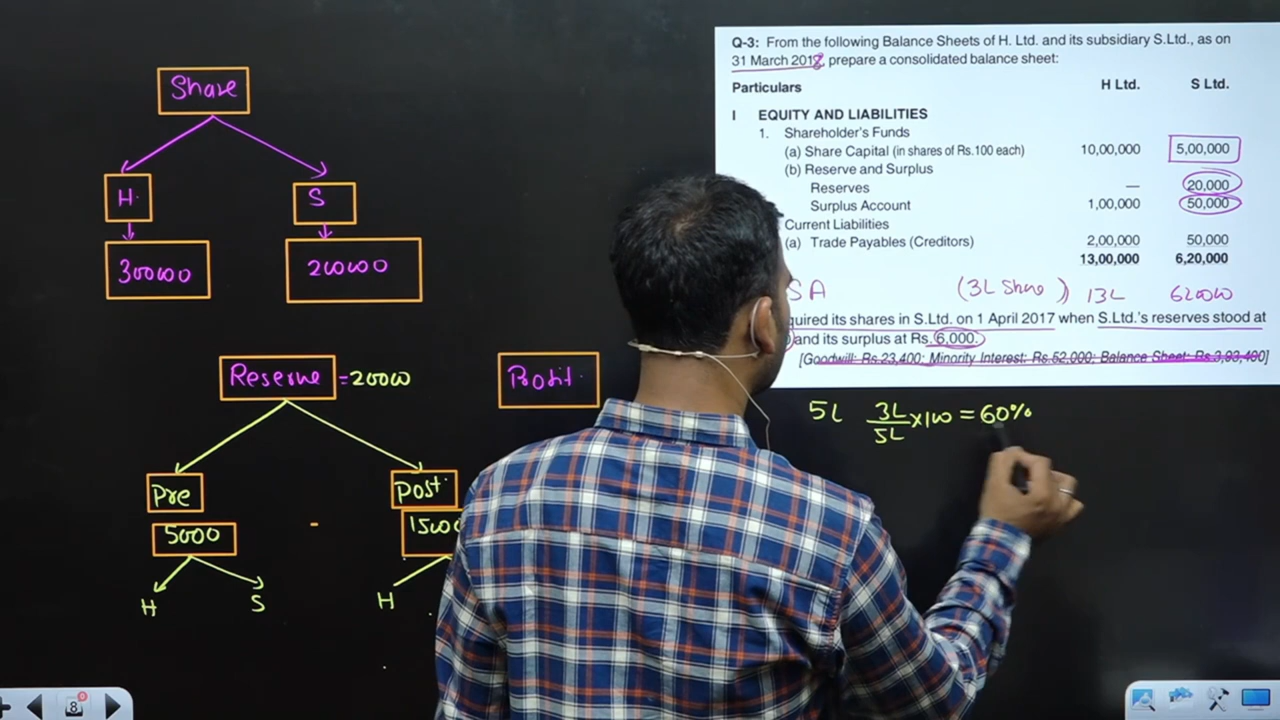 Share
H
S
300000
200000
Reserve = 20000
Profit
Pre
Post
5000
H
S
H
Q-3: From the following Balance Sheets of H. Ltd. and its subsidiary S.Ltd., as on
31 March 2018, prepare a consolidated balance sheet:
Particulars H Ltd. S Ltd.
I EQUITY AND LIABILITIES
1. Shareholder's Funds
(a) Share Capital (in shares of Rs.100 each) 10,00,000 5,00,000
(b) Reserve and Surplus
Reserves — 20,000
Surplus Account 1,00,000 50,000
Current Liabilities
(a) Trade Payables (Creditors) 2,00,000 50,000
13,00,000 6,20,000
SA (3L Share) 13L 620000
quired its shares in S.Ltd. on 1 April 2017 when S.Ltd.'s reserves stood at
and its surplus at Rs. 6,000.
[Goodwill: Rs.23,400; Minority Interest: Rs.52,000; Balance Sheet: Rs.3,93,400]
5L 3L/5L x100 = 60%
8